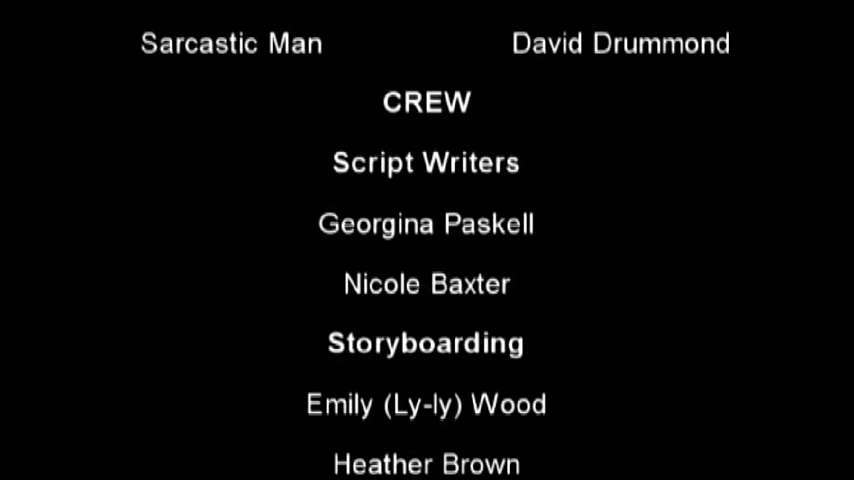 Sarcastic Man David Drummond
CREW
Script Writers
Georgina Paskell
Nicole Baxter
Storyboarding
Emily (Ly-ly) Wood
Heather Brown